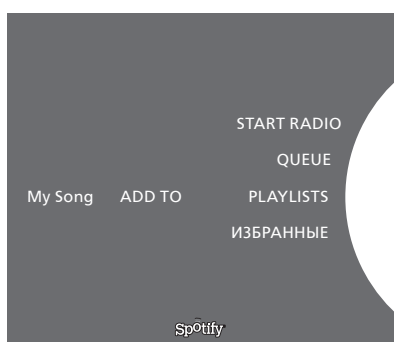 START RADIO
QUEUE
My Song ADD TO PLAYLISTS
ИЗБРАННЫЕ
Spotify